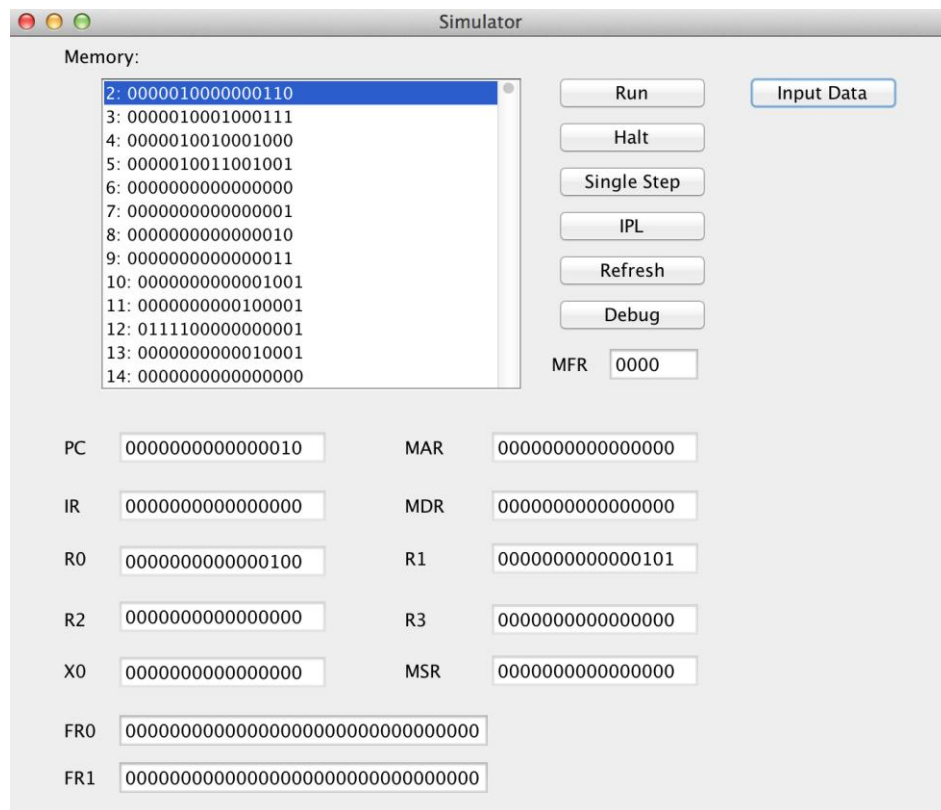 Simulator
Memory:
2: 0000010000000110
3: 0000010001000111
4: 0000010010001000
5: 0000010011001001
6: 0000000000000000
7: 0000000000000001
8: 0000000000000010
9: 0000000000000011
10: 0000000000001001
11: 0000000000100001
12: 0111100000000001
13: 0000000000010001
14: 0000000000000000
Run
Input Data
Halt
Single Step
IPL
Refresh
Debug
MFR 0000
PC 0000000000000010 MAR 0000000000000000
IR 0000000000000000 MDR 0000000000000000
R0 0000000000000100 R1 0000000000000101
R2 0000000000000000 R3 0000000000000000
X0 0000000000000000 MSR 0000000000000000
FR0 00000000000000000000000000000000
FR1 00000000000000000000000000000000